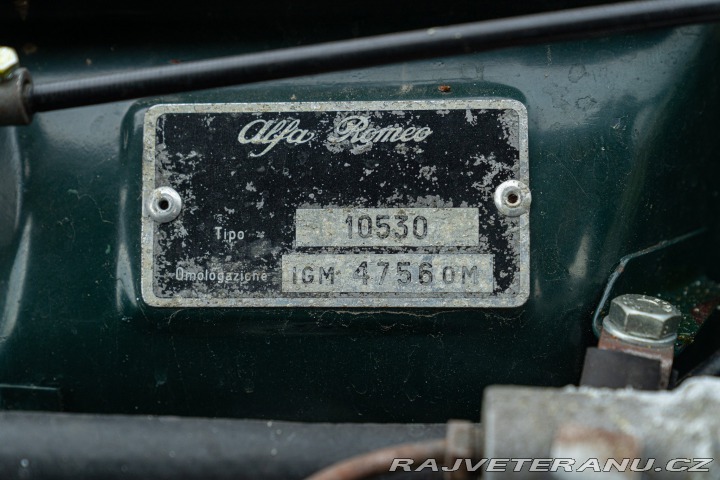 Alfa Romeo
Tipo 10530
Omologazione IGM 4756 OM
RAJVETERANU.CZ